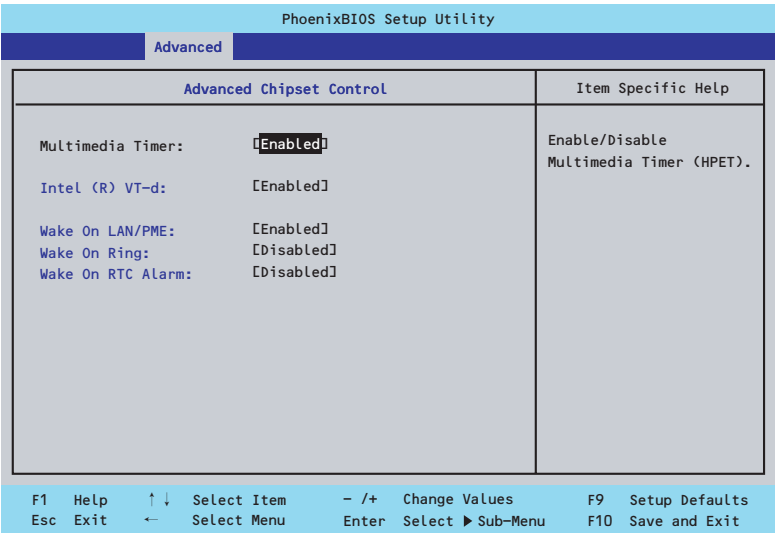 PhoenixBIOS Setup Utility
Advanced
Advanced Chipset Control
Item Specific Help
Multimedia Timer: [Enabled]
Intel (R) VT-d: [Enabled]
Wake On LAN/PME: [Enabled]
Wake On Ring: [Disabled]
Wake On RTC Alarm: [Disabled]
Enable/Disable
Multimedia Timer (HPET).
F1 Help ↑↓ Select Item - /+ Change Values F9 Setup Defaults
Esc Exit ← Select Menu Enter Select ▶ Sub-Menu F10 Save and Exit